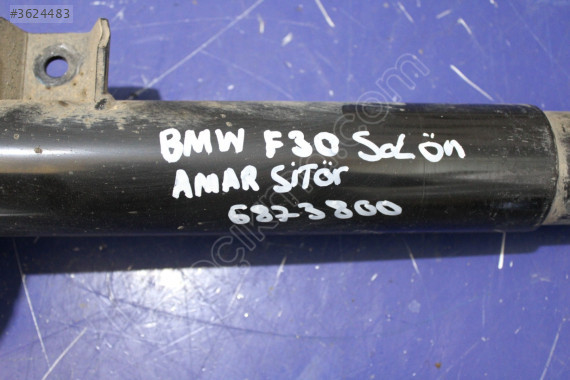 #3624483
BMW F30 SOL ön
AMAR SİTÖr
6873800